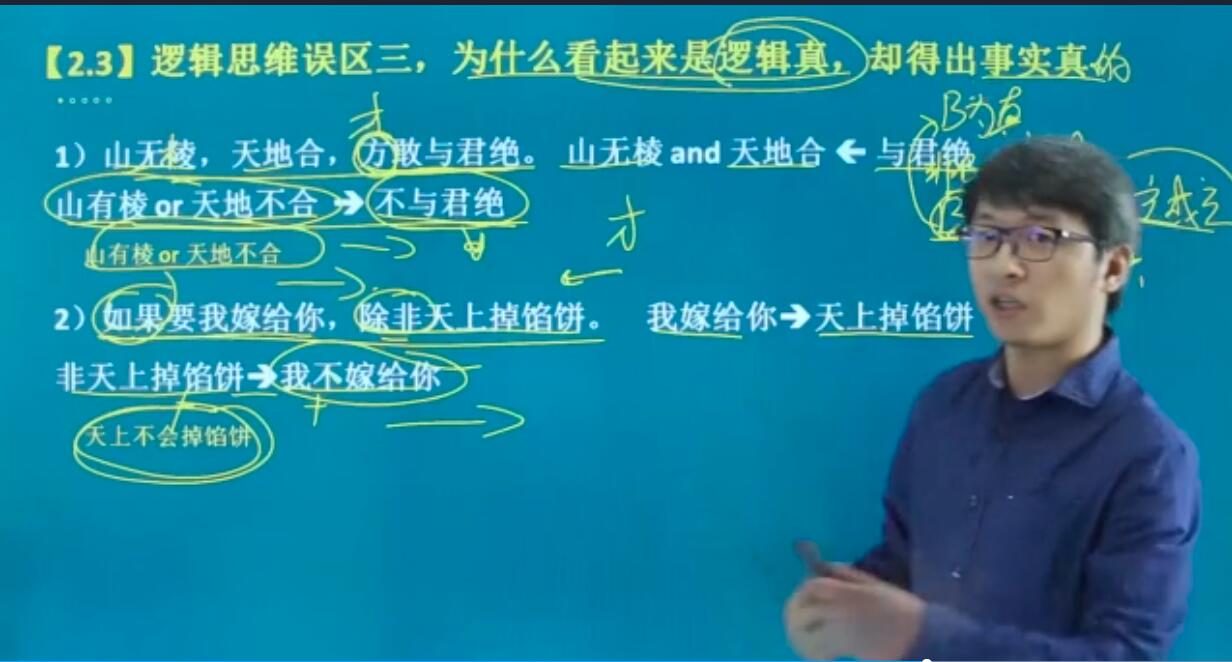 【2.3】逻辑思维误区三，为什么看起来是逻辑真，却得出事实真的
......
B为真
1）山无棱，天地合，方敢与君绝。 山无棱 and 天地合 ← 与君绝
才
山有棱 or 天地不合 → 不与君绝
才
山有棱 or 天地不合
2）如果要我嫁给你，除非天上掉馅饼。 我嫁给你→天上掉馅饼
非天上掉馅饼→我不嫁给你
天上不会掉馅饼